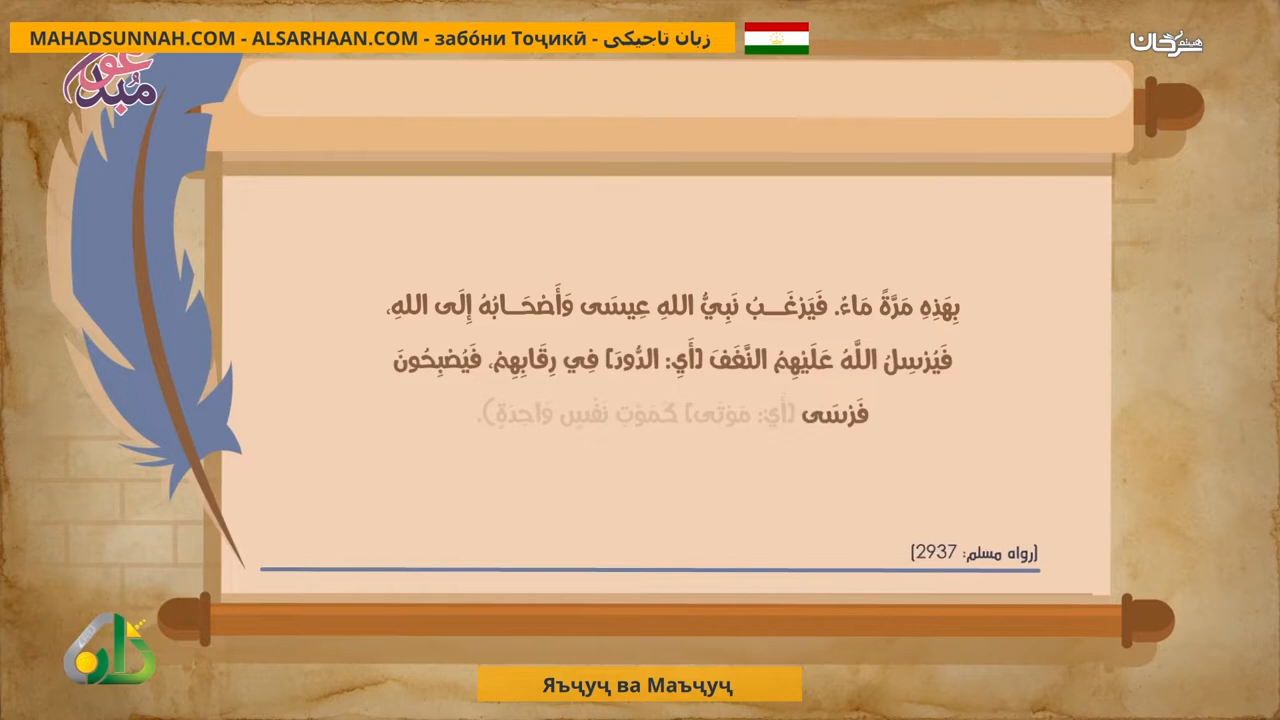 MAHADSUNNAH.COM - ALSARHAAN.COM - забо́ни Тоҷикӣ - زبان تاجیکی
سرحان
بِهَذِهِ مَرَّةً مَاءٌ. فَيَرْغَــبُ نَبِيُّ اللهِ عِيسَى وَأَصْحَــابُهُ إِلَى اللهِ،
فَيُرْسِلُ اللَّهُ عَلَيْهِمُ النَّغَفَ [أَيِ: الدُّودَ] فِي رِقَابِهِمْ، فَيُصْبِحُونَ
فَرْسَى [أَيْ: مَوْتَى] كَمَوْتِ نَفْسٍ وَاحِدَةٍ).
[رواه مسلم: 2937]
Яъҷуҷ ва Маъҷуҷ